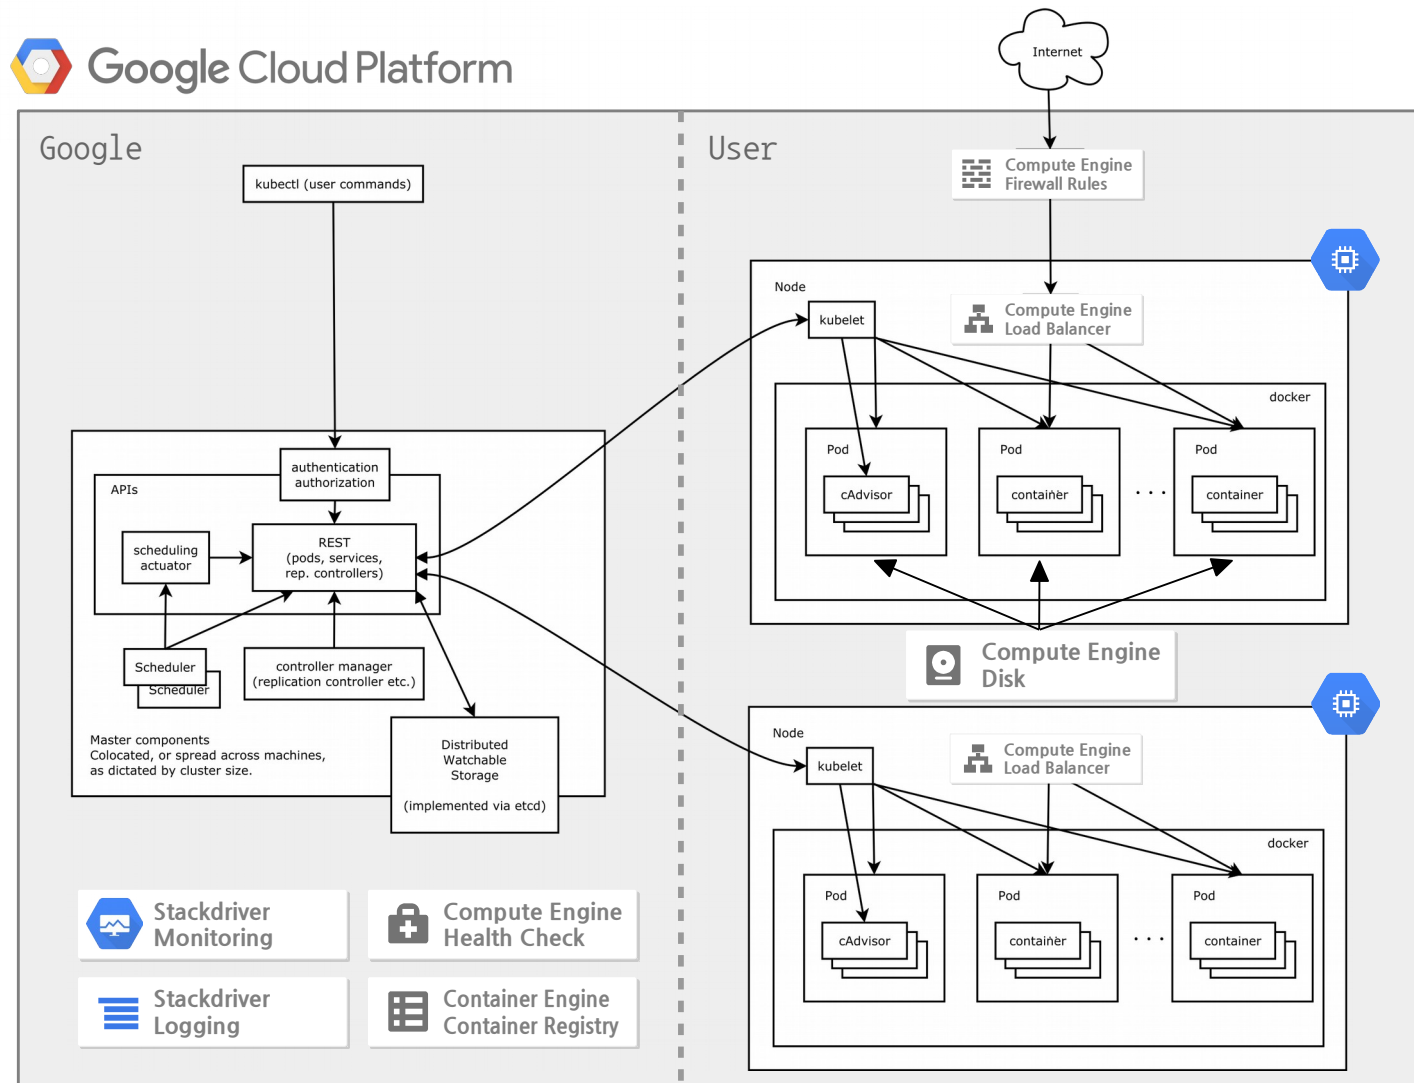 Google Cloud Platform
Internet
Google
User
kubectl (user commands)
Compute Engine
Firewall Rules
Node
kubelet
Compute Engine
Load Balancer
docker
Pod
cAdvisor
Pod
container
. . .
Pod
container
authentication
authorization
APIs
scheduling
actuator
REST
(pods, services,
rep. controllers)
Scheduler
Scheduler
controller manager
(replication controller etc.)
Master components
Colocated, or spread across machines,
as dictated by cluster size.
Distributed
Watchable
Storage
(implemented via etcd)
Compute Engine
Disk
Node
kubelet
Compute Engine
Load Balancer
docker
Pod
cAdvisor
Pod
container
. . .
Pod
container
Stackdriver
Monitoring
Compute Engine
Health Check
Stackdriver
Logging
Container Engine
Container Registry